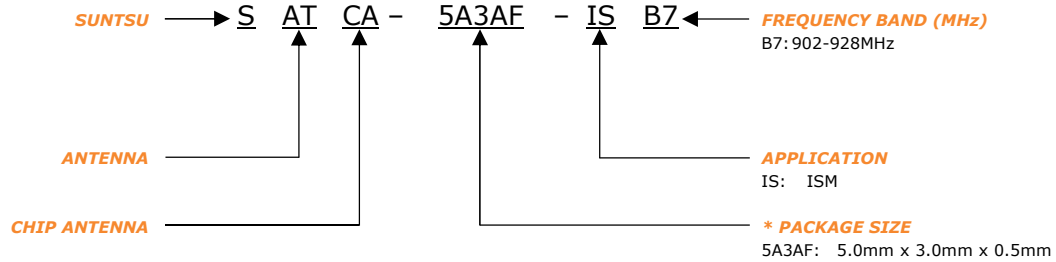 SUNTSU S AT CA – 5A3AF – IS B7 FREQUENCY BAND (MHz)
B7: 902-928MHz
ANTENNA APPLICATION
IS: ISM
CHIP ANTENNA * PACKAGE SIZE
5A3AF: 5.0mm x 3.0mm x 0.5mm